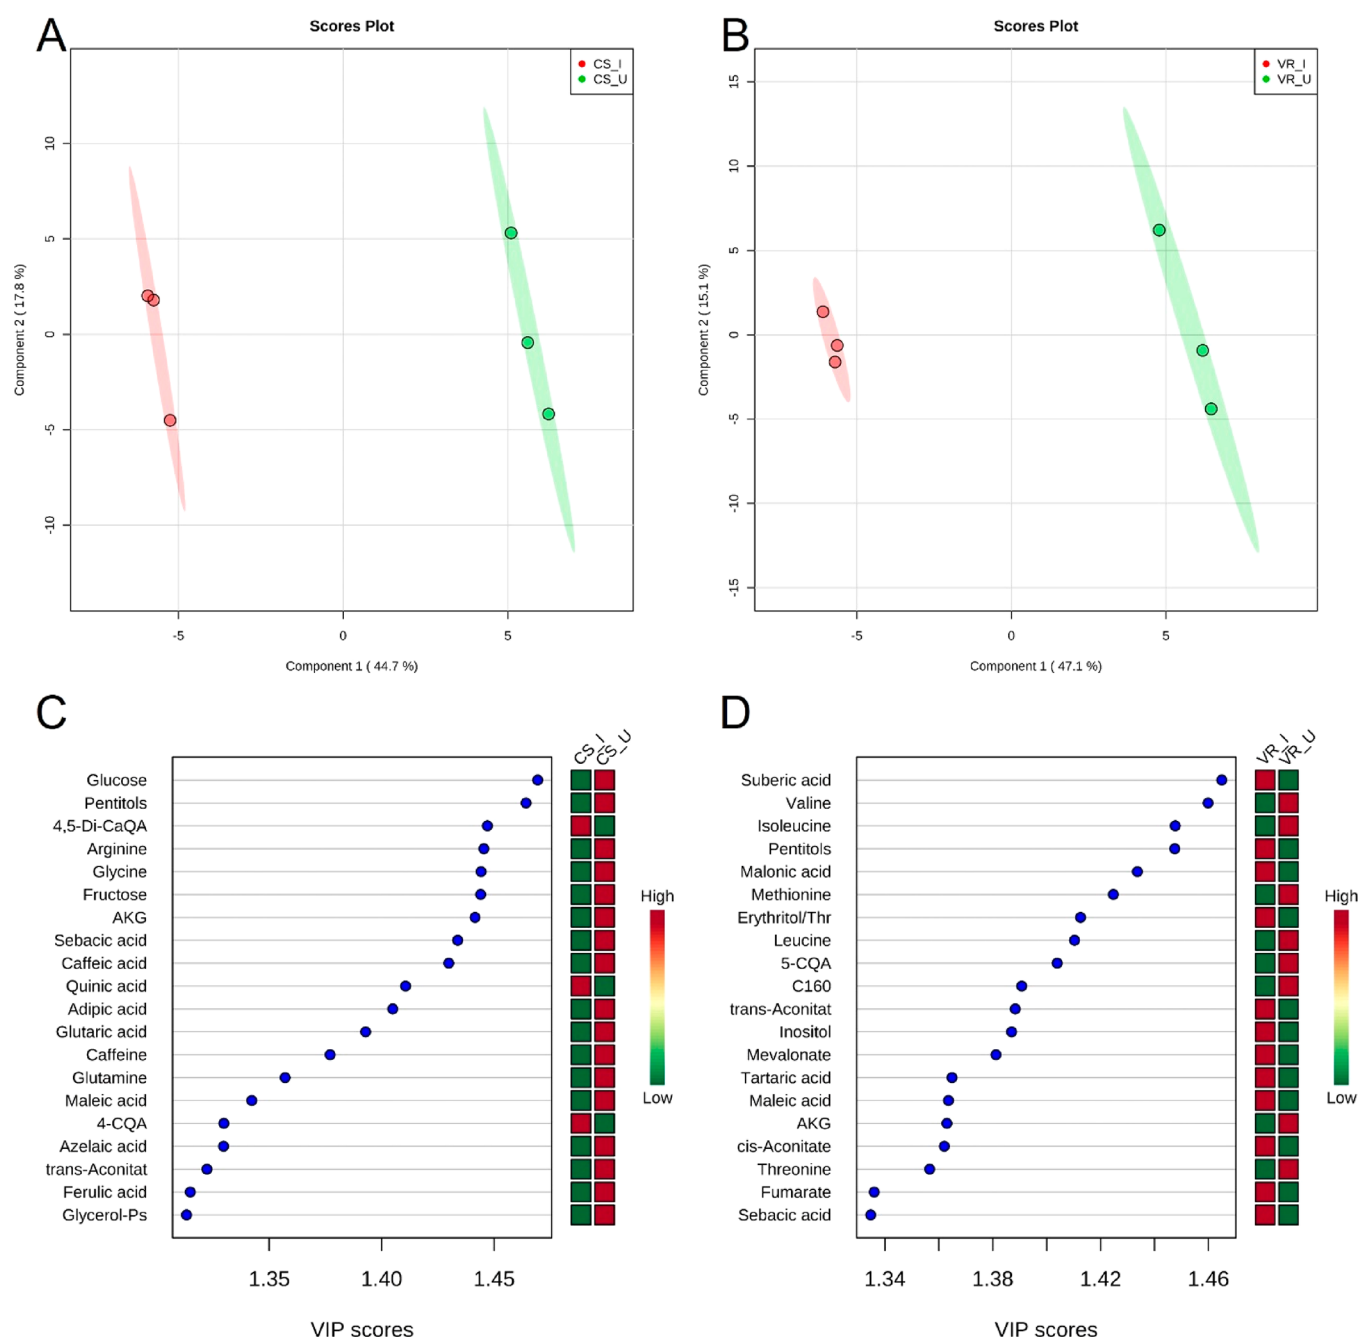 A
Scores Plot
CS_I
CS_U
10
5
0
-5
-10
Component 2 ( 17.8 %)
-5
0
5
Component 1 ( 44.7 %)
B
Scores Plot
VR_I
VR_U
15
10
5
0
-5
-10
-15
Component 2 ( 15.1 %)
-5
0
5
Component 1 ( 47.1 %)
C
CS_I
CS_U
Glucose
Pentitols
4,5-Di-CaQA
Arginine
Glycine
Fructose
AKG
Sebacic acid
Caffeic acid
Quinic acid
Adipic acid
Glutaric acid
Caffeine
Glutamine
Maleic acid
4-CQA
Azelaic acid
trans-Aconitat
Ferulic acid
Glycerol-Ps
High
Low
1.35
1.40
1.45
VIP scores
D
VR_I
VR_U
Suberic acid
Valine
Isoleucine
Pentitols
Malonic acid
Methionine
Erythritol/Thr
Leucine
5-CQA
C160
trans-Aconitat
Inositol
Mevalonate
Tartaric acid
Maleic acid
AKG
cis-Aconitate
Threonine
Fumarate
Sebacic acid
High
Low
1.34
1.38
1.42
1.46
VIP scores